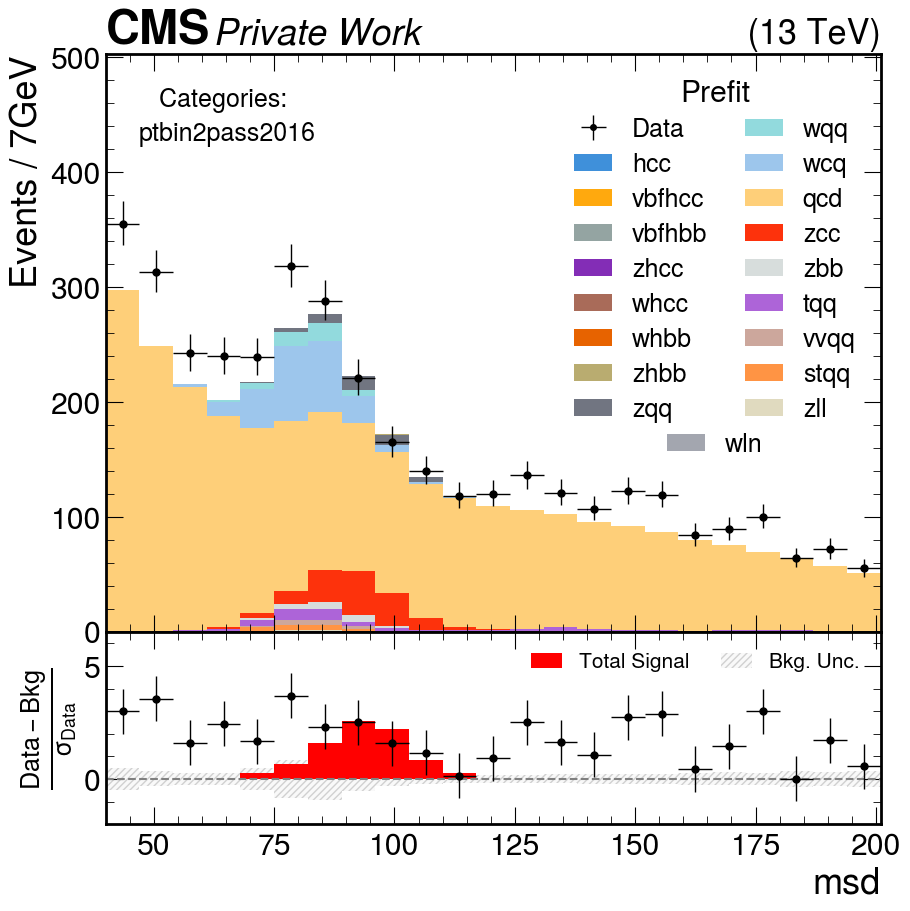 CMS Private Work (13 TeV)
Events / 7GeV
500
400
300
200
100
0
Categories:
ptbin2pass2016
Prefit
Data
hcc
vbfhcc
vbfhbb
zhcc
whcc
whbb
zhbb
zqq
wqq
wcq
qcd
zcc
zbb
tqq
vvqq
stqq
zll
wln
Data − Bkg
σData
5
0
Total Signal
Bkg. Unc.
50 75 100 125 150 175 200
msd